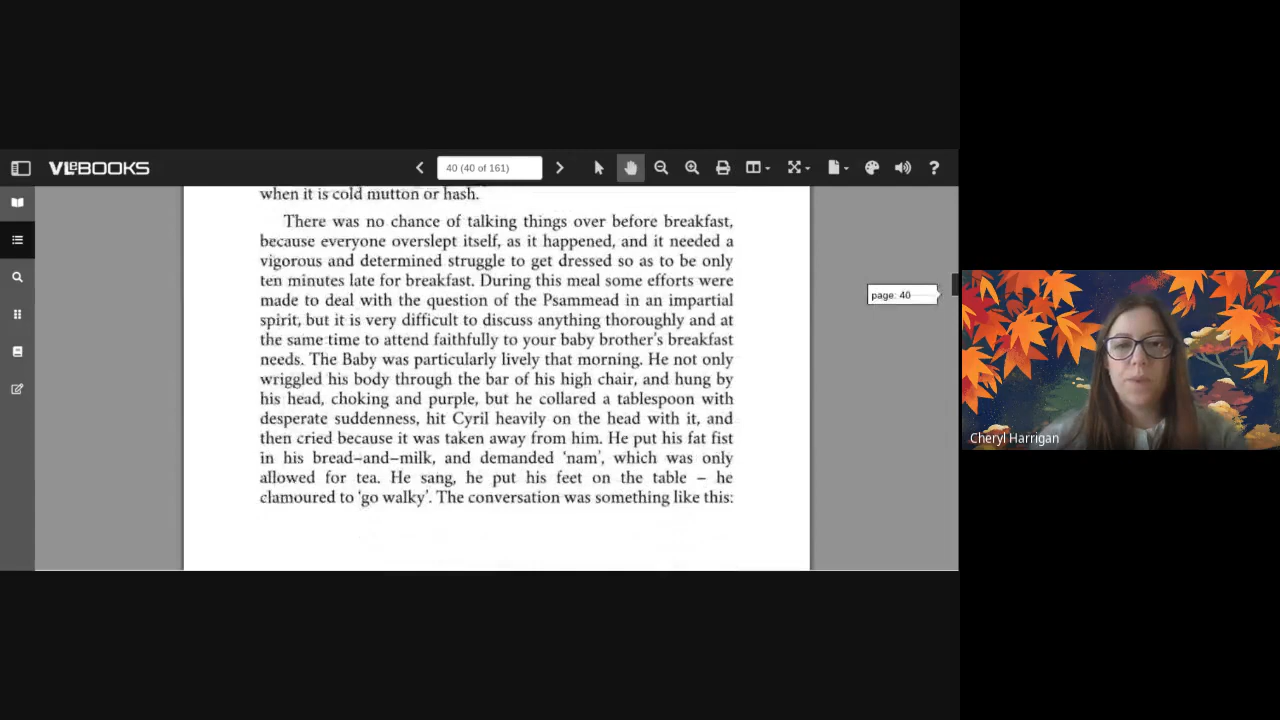 VLeBOOKS
40 (40 of 161)
when it is cold mutton or hash.
There was no chance of talking things over before breakfast,
because everyone overslept itself, as it happened, and it needed a
vigorous and determined struggle to get dressed so as to be only
ten minutes late for breakfast. During this meal some efforts were
made to deal with the question of the Psammead in an impartial
spirit, but it is very difficult to discuss anything thoroughly and at
the same time to attend faithfully to your baby brother's breakfast
needs. The Baby was particularly lively that morning. He not only
wriggled his body through the bar of his high chair, and hung by
his head, choking and purple, but he collared a tablespoon with
desperate suddenness, hit Cyril heavily on the head with it, and
then cried because it was taken away from him. He put his fat fist
in his bread–and–milk, and demanded 'nam', which was only
allowed for tea. He sang, he put his feet on the table – he
clamoured to 'go walky'. The conversation was something like this:
page: 40
Cheryl Harrigan